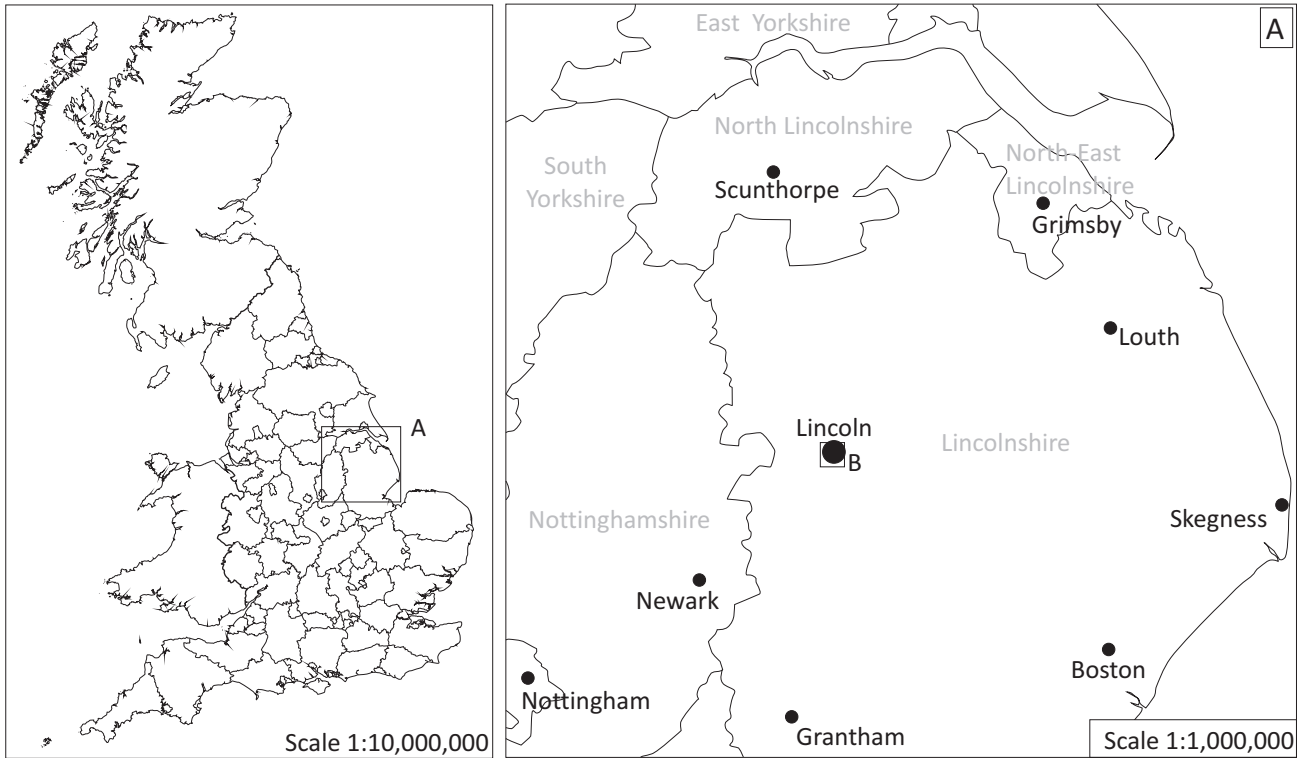 A
Scale 1:10,000,000
A
East Yorkshire
North Lincolnshire
South
Yorkshire
North-East
Lincolnshire
Scunthorpe
Grimsby
Louth
Lincoln
B
Lincolnshire
Nottinghamshire
Skegness
Newark
Boston
Nottingham
Grantham
Scale 1:1,000,000